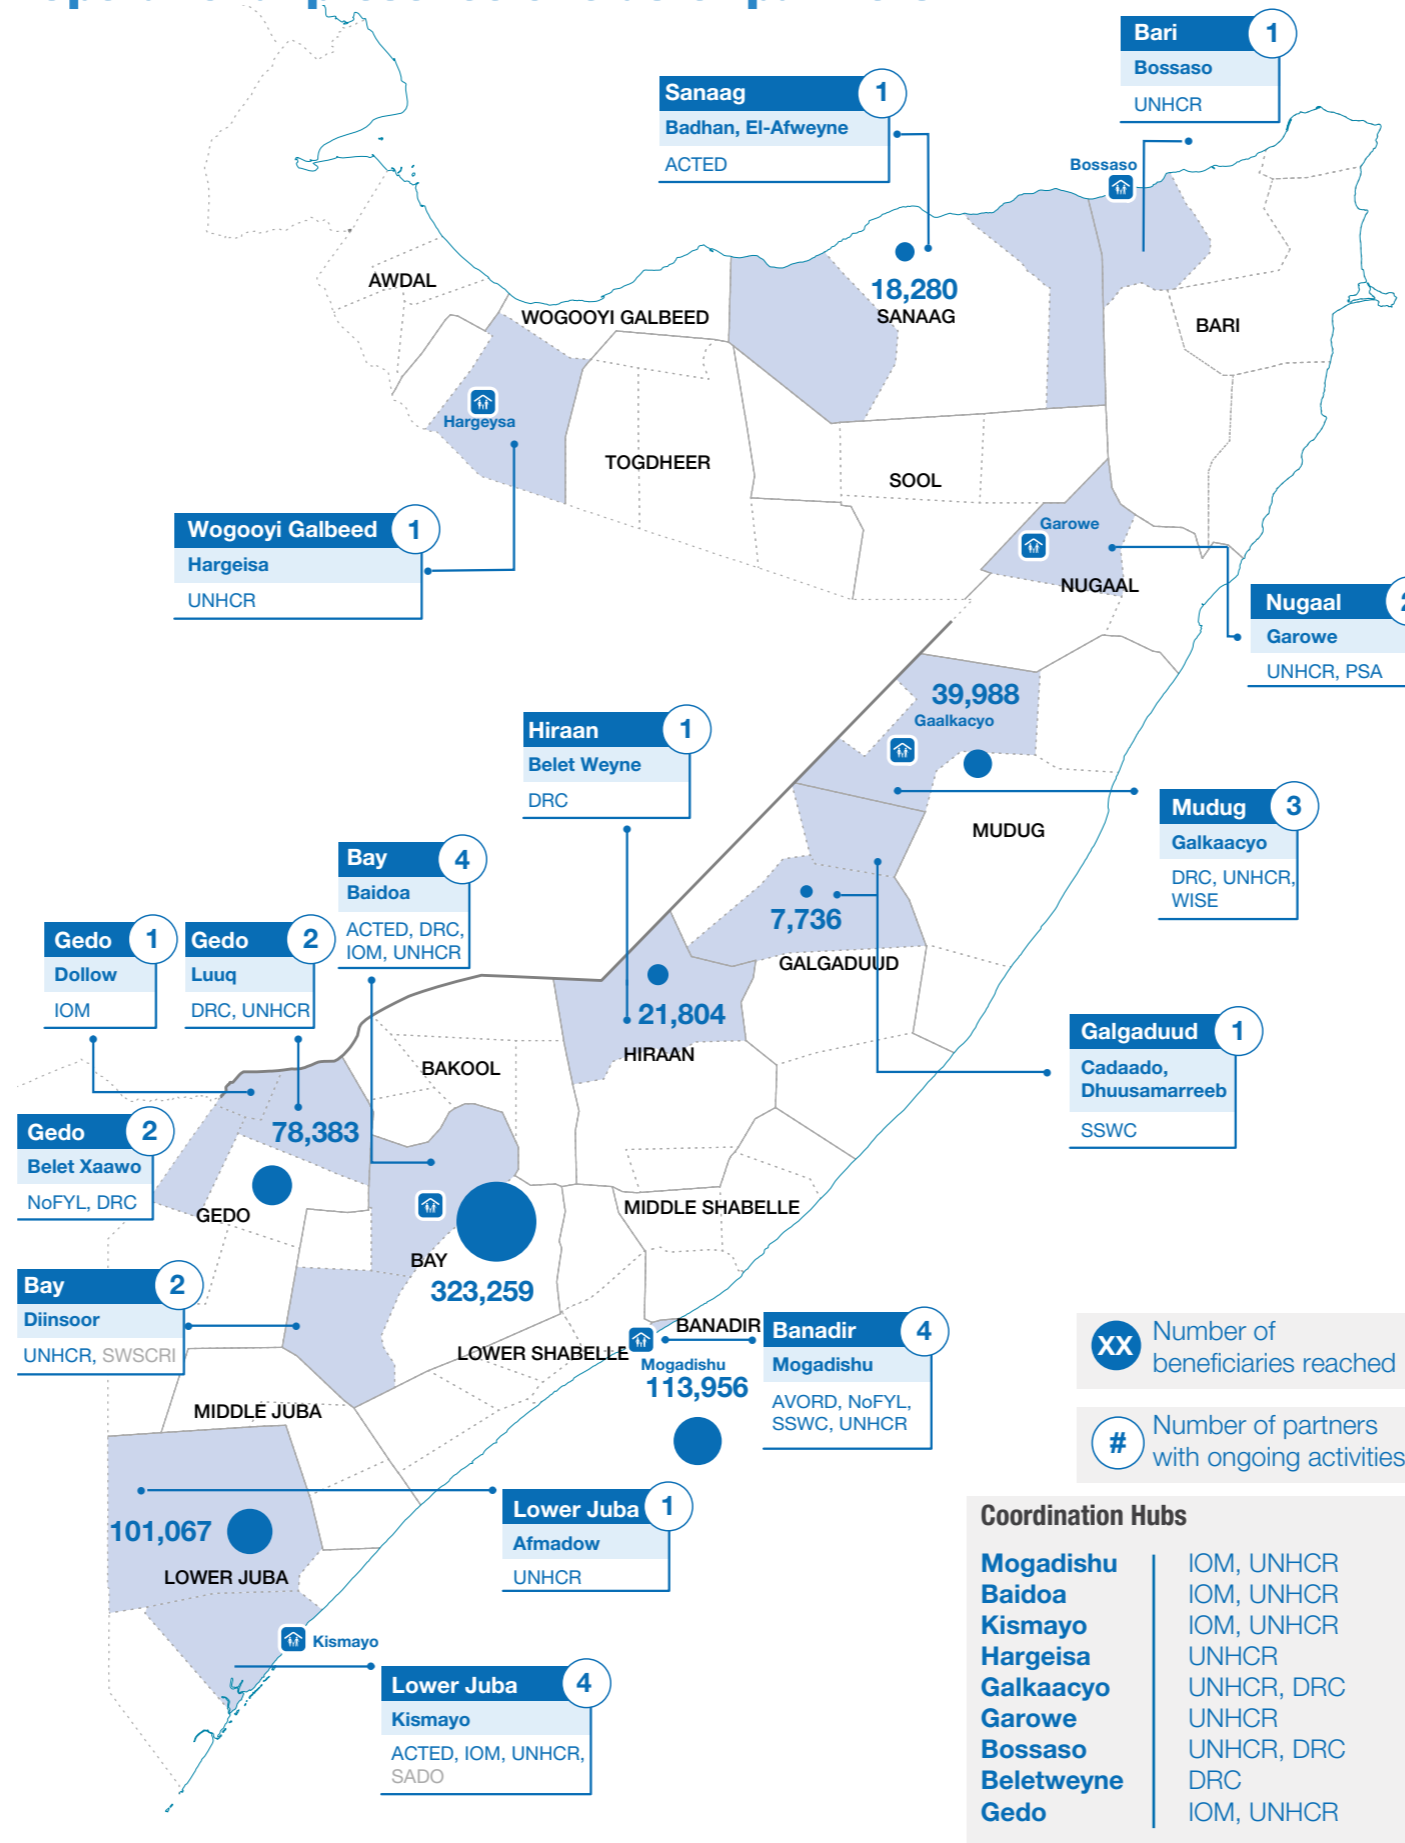 Bari 1
Bossaso
UNHCR
Sanaag 1
Badhan, El-Afweyne
ACTED
Bossaso
AWDAL
WOGOOYI GALBEED
18,280
SANAAG
BARI
Hargeysa
TOGDHEER
SOOL
Wogooyi Galbeed 1
Hargeisa
UNHCR
Garowe
NUGAAL
Nugaal
Garowe
UNHCR, PSA
39,988
Gaalkacyo
MUDUG
Hiraan 1
Belet Weyne
DRC
Mudug 3
Galkaacyo
DRC, UNHCR,
WISE
Bay 4
Baidoa
ACTED, DRC,
IOM, UNHCR
7,736
GALGADUUD
Gedo 1
Dollow
IOM
Gedo 2
Luuq
DRC, UNHCR
21,804
HIRAAN
Galgaduud 1
Cadaado,
Dhuusamarreeb
SSWC
BAKOOL
78,383
Gedo 2
Belet Xaawo
NoFYL, DRC
GEDO
MIDDLE SHABELLE
BAY
323,259
Bay 2
Diinsoor
UNHCR, SWSCRI
LOWER SHABELLE
BANADIR
Mogadishu
113,956
Banadir 4
Mogadishu
AVORD, NoFYL,
SSWC, UNHCR
XX Number of
beneficiaries reached
# Number of partners
with ongoing activities
MIDDLE JUBA
101,067
LOWER JUBA
Lower Juba 1
Afmadow
UNHCR
Kismayo
Lower Juba 4
Kismayo
ACTED, IOM, UNHCR,
SADO
Coordination Hubs
Mogadishu IOM, UNHCR
Baidoa IOM, UNHCR
Kismayo IOM, UNHCR
Hargeisa UNHCR
Galkaacyo UNHCR, DRC
Garowe UNHCR
Bossaso UNHCR, DRC
Beletweyne DRC
Gedo IOM, UNHCR